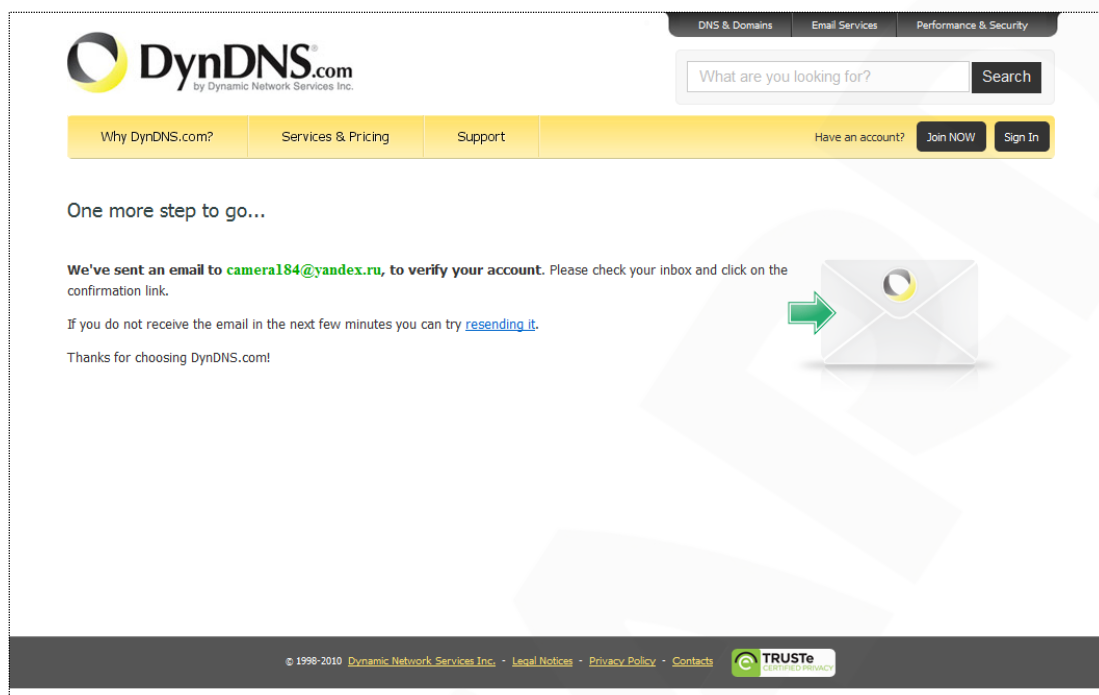 DNS & Domains Email Services Performance & Security
DynDNS.com
by Dynamic Network Services Inc.
What are you looking for? Search
Why DynDNS.com? Services & Pricing Support Have an account? Join NOW Sign In
One more step to go...
We've sent an email to camera184@yandex.ru, to verify your account. Please check your inbox and click on the
confirmation link.
If you do not receive the email in the next few minutes you can try resending it.
Thanks for choosing DynDNS.com!
© 1998-2010 Dynamic Network Services Inc. - Legal Notices - Privacy Policy - Contacts TRUSTe
CERTIFIED PRIVACY